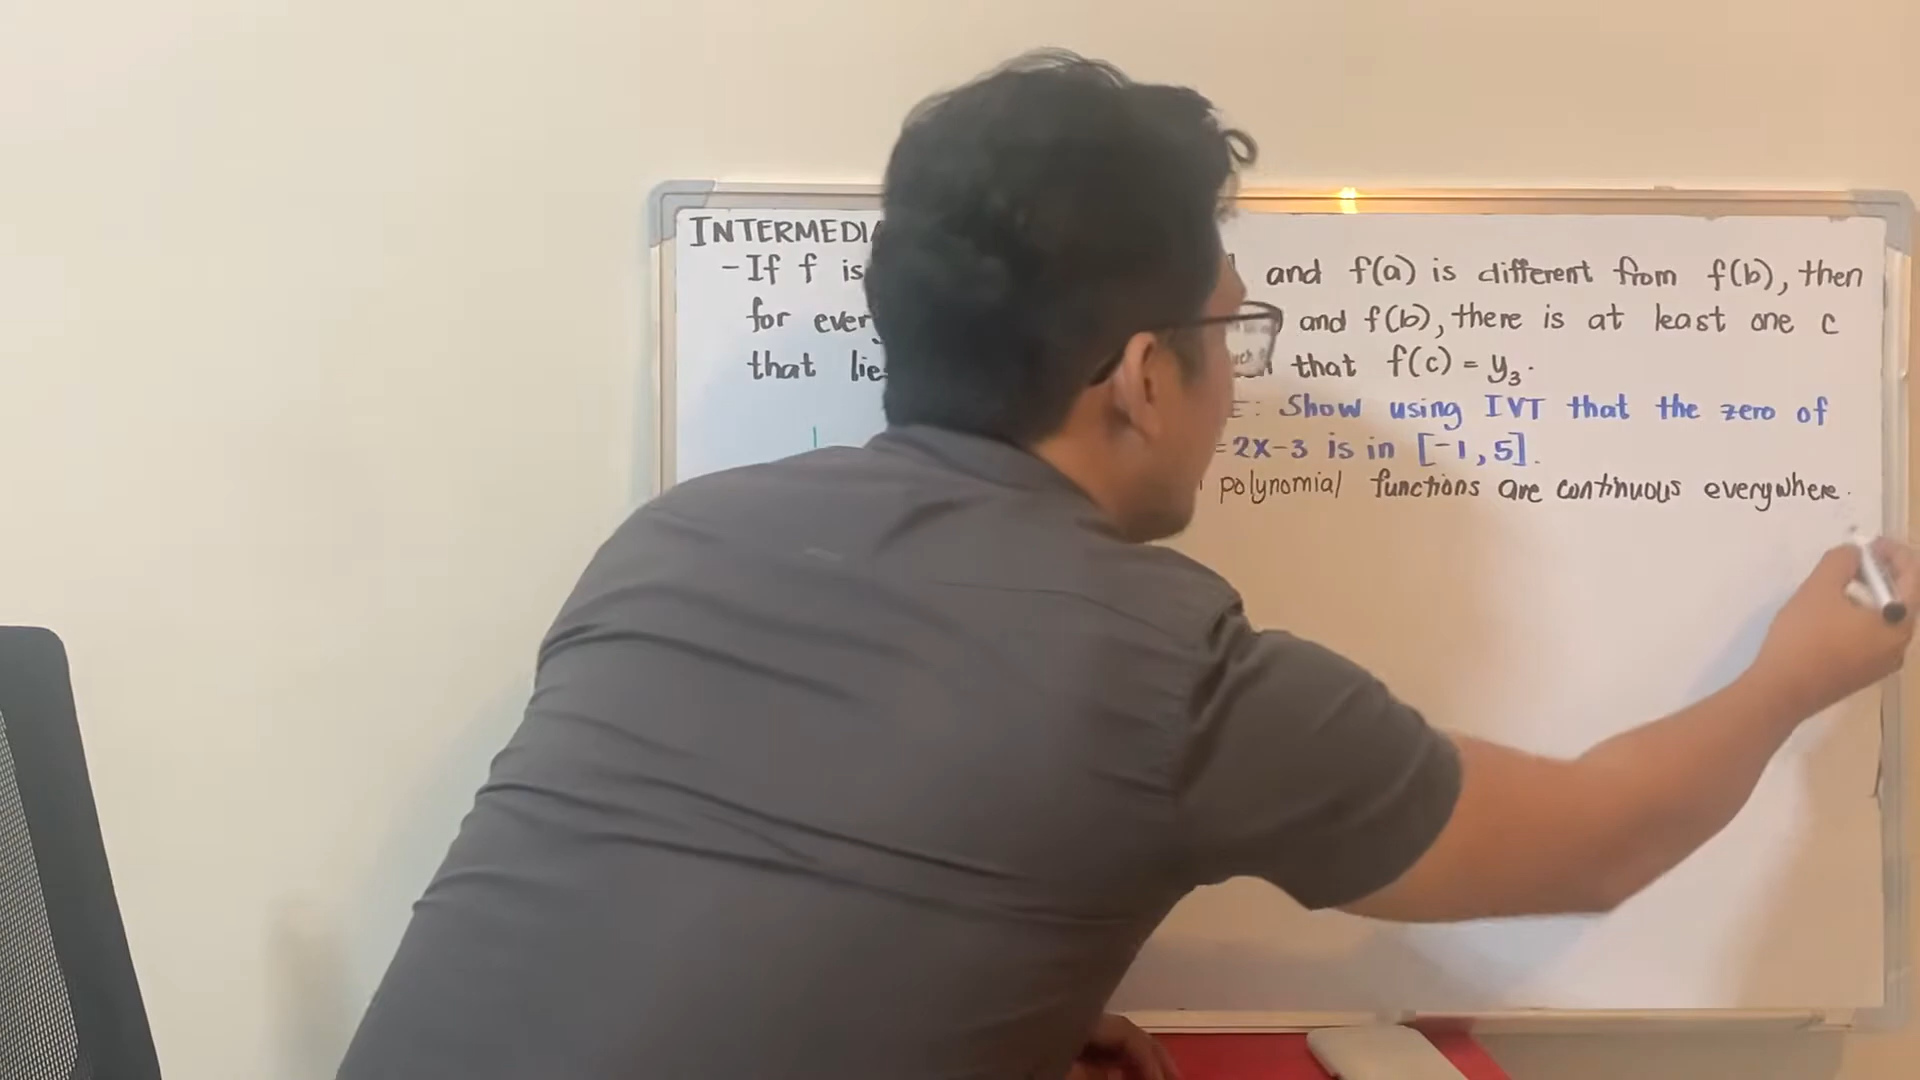 INTERMEDIA
- If f is and f(a) is different from f(b), then
for ever and f(b), there is at least one c
that lie that f(c) = y₃.
E: Show using IVT that the zero of
= 2x-3 is in [-1, 5].
polynomial functions are continuous everywhere.